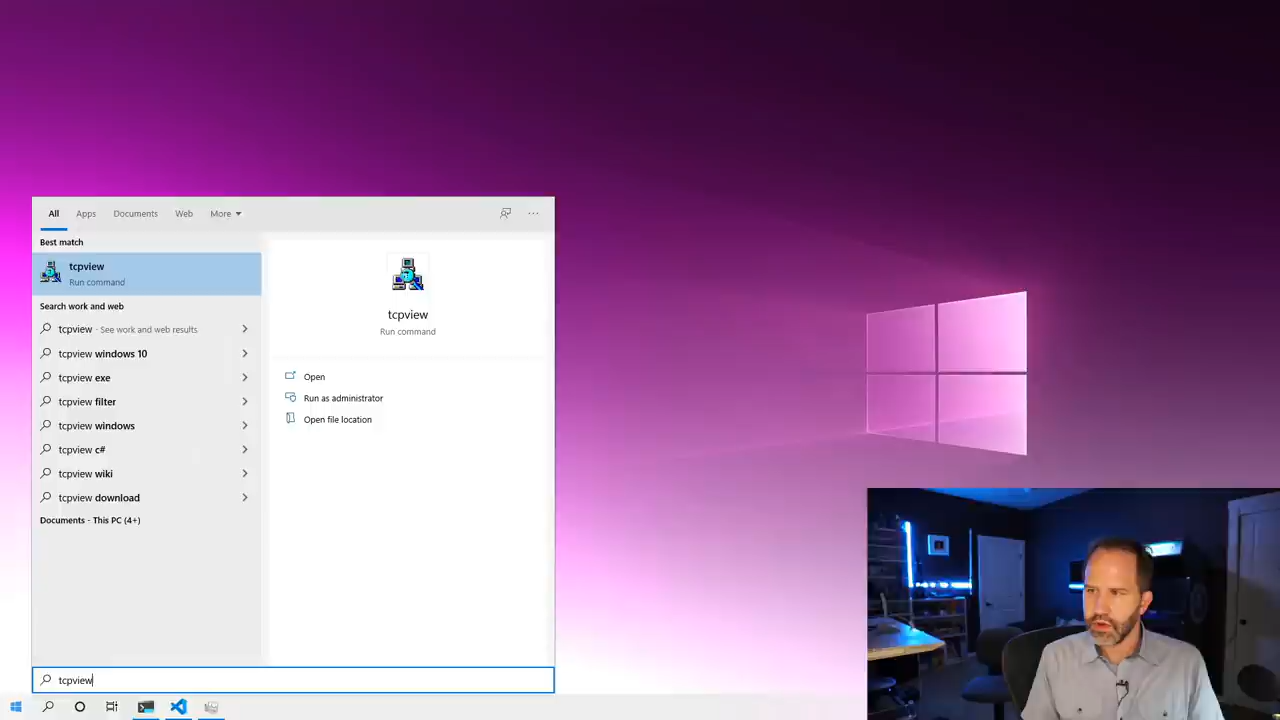 All Apps Documents Web More
Best match
tcpview
Run command
Search work and web
tcpview - See work and web results
tcpview windows 10
tcpview exe
tcpview filter
tcpview windows
tcpview c#
tcpview wiki
tcpview download
Documents - This PC (4+)
tcpview
Run command
Open
Run as administrator
Open file location
tcpview